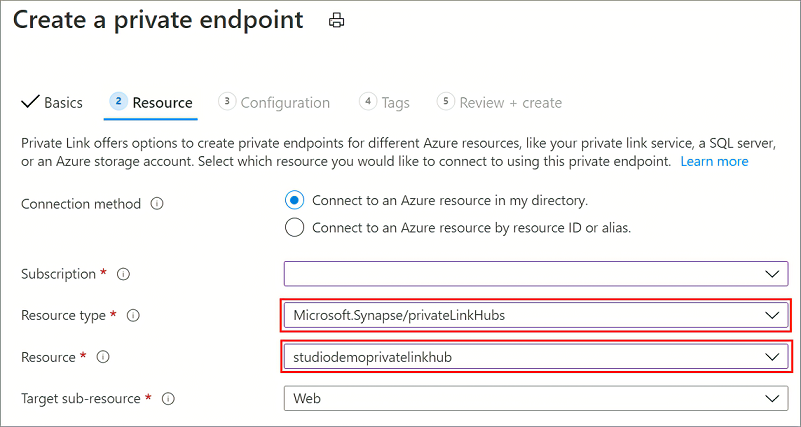 Create a private endpoint
Basics
2 Resource
3 Configuration
4 Tags
5 Review + create
Private Link offers options to create private endpoints for different Azure resources, like your private link service, a SQL server,
or an Azure storage account. Select which resource you would like to connect to using this private endpoint. Learn more
Connection method
Connect to an Azure resource in my directory.
Connect to an Azure resource by resource ID or alias.
Subscription *
Resource type *
Microsoft.Synapse/privateLinkHubs
Resource *
studiodemoprivatelinkhub
Target sub-resource *
Web